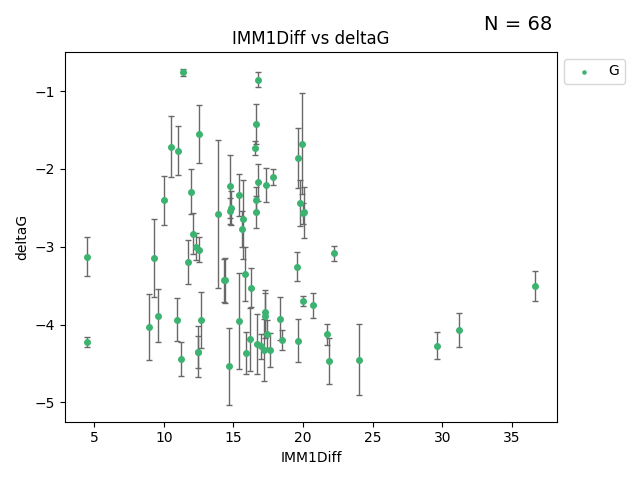 N = 68
IMM1Diff vs deltaG
G
−1
−2
−3
−4
−5
deltaG
5 10 15 20 25 30 35
IMM1Diff